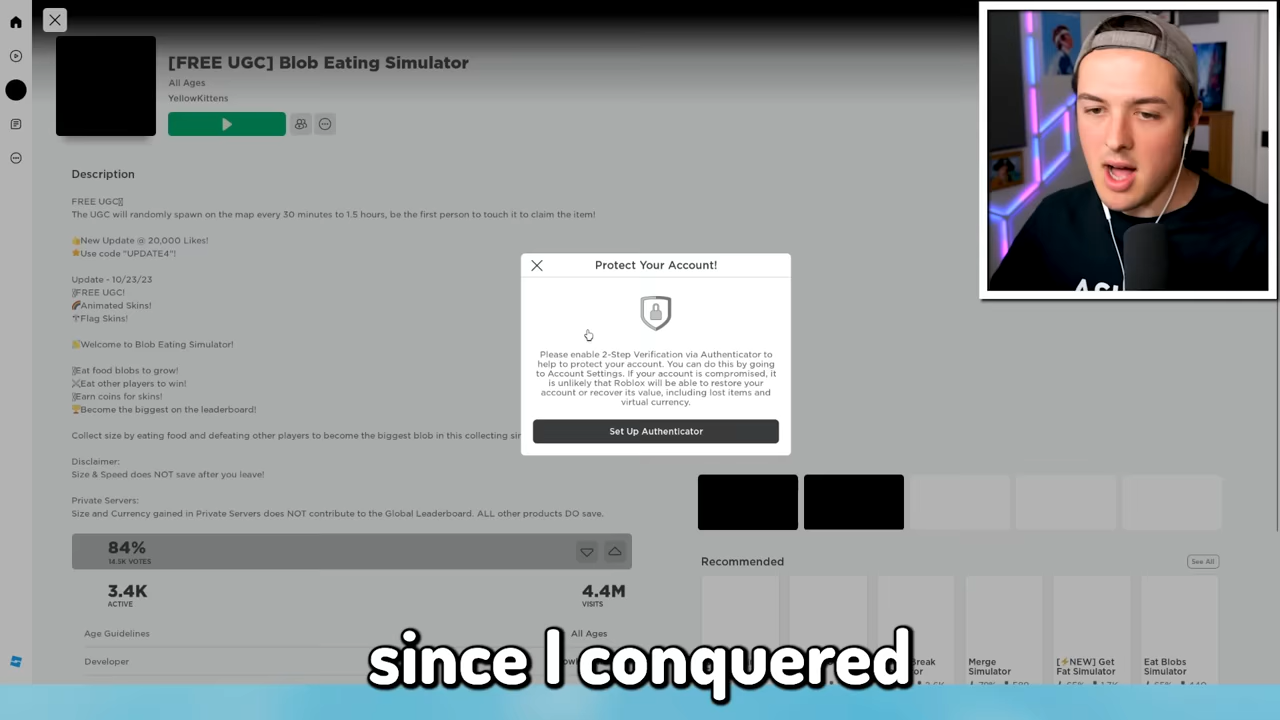 [FREE UGC] Blob Eating Simulator
All Ages
YellowKittens
Description
FREE UGC
The UGC will randomly spawn on the map every 30 minutes to 1.5 hours, be the first person to touch it to claim the item!
New Update @ 20,000 Likes!
Use code "UPDATE4"!
Update - 10/23/23
FREE UGC!
Animated Skins!
Flag Skins!
Welcome to Blob Eating Simulator!
Eat food blobs to grow!
Eat other players to win!
Earn coins for skins!
Become the biggest on the leaderboard!
Collect size by eating food and defeating other players to become the biggest blob in this collecting
Disclaimer:
Size & Speed does NOT save after you leave!
Private Servers:
Size and Currency gained in Private Servers does NOT contribute to the Global Leaderboard. ALL other products DO save.
84%
14.5K VOTES
3.4K
ACTIVE
4.4M
VISITS
Age Guidelines
All Ages
Developer
Protect Your Account!
Please enable 2-Step Verification via Authenticator to
help to protect your account. You can do this by going
to Account Settings. If your account is compromised, it
is unlikely that Roblox will be able to restore your
account or recover its value, including lost items and
virtual currency.
Set Up Authenticator
Recommended
See All
Break
Simulator
Merge
Simulator
[⚡NEW] Get
Fat Simulator
Eat Blobs
Simulator
since I conquered